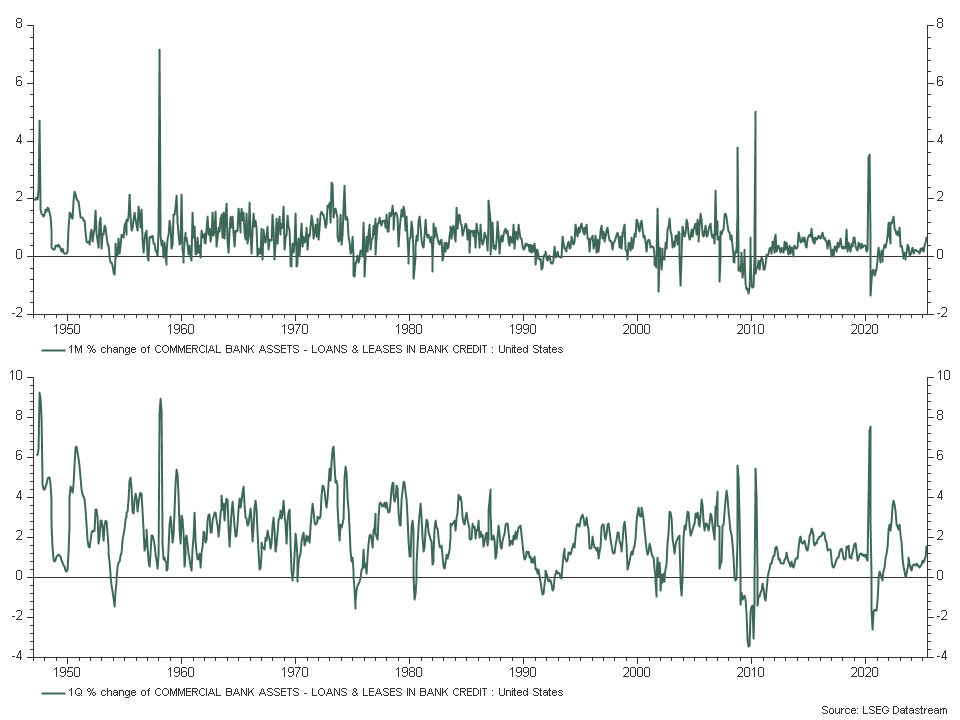 8 8
6 6
4 4
2 2
0 0
-2 -2
1950 1960 1970 1980 1990 2000 2010 2020
1M % change of COMMERCIAL BANK ASSETS - LOANS & LEASES IN BANK CREDIT : United States
10 10
8 8
6 6
4 4
2 2
0 0
-2 -2
-4 -4
1950 1960 1970 1980 1990 2000 2010 2020
1Q % change of COMMERCIAL BANK ASSETS - LOANS & LEASES IN BANK CREDIT : United States
Source: LSEG Datastream